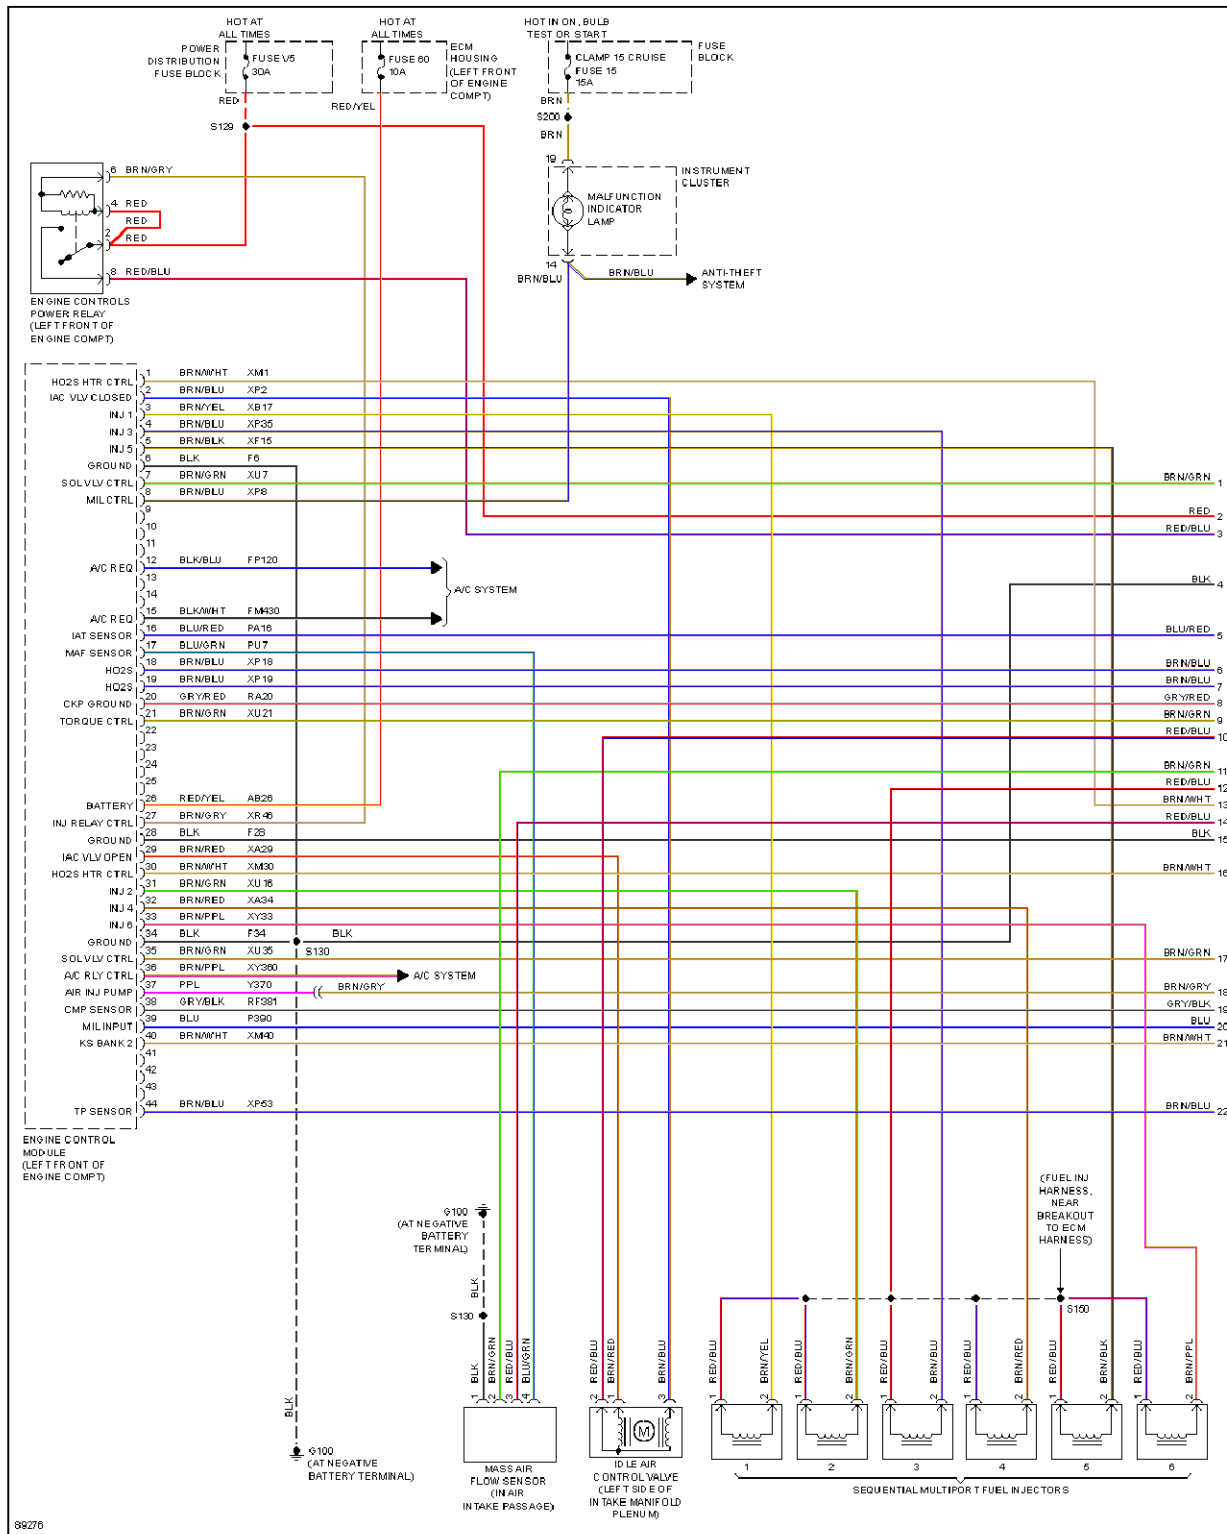 HOT AT
ALL TIMES
HOT AT
ALL TIMES
HOT IN ON, BULB
TEST OR START
POWER
DISTRIBUTION
FUSE BLOCK
FUSE V5
30A
FUSE 60
10A
ECM
HOUSING
(LEFT FRONT
OF ENGINE
COMPT)
CLAMP 15 CRUISE
FUSE 15
15A
FUSE
BLOCK
RED
RED/YEL
BRN
S129
S200
BRN
19
INSTRUMENT
CLUSTER
MALFUNCTION
INDICATOR
LAMP
14
BRN/BLU
BRN/BLU
ANTI-THEFT
SYSTEM
6 BRN/GRY
4 RED
RED
2 RED
8 RED/BLU
ENGINE CONTROLS
POWER RELAY
(LEFT FRONT OF
ENGINE COMPT)
HO2S HTR CTRL 1 BRN/WHT XM1
IAC VLV CLOSED 2 BRN/BLU XP2
INJ 1 3 BRN/YEL XB17
INJ 3 4 BRN/BLU XP35
INJ 5 5 BRN/BLK XF15
GROUND 6 BLK F6
SOL VLV CTRL 7 BRN/GRN XU7
MIL CTRL 8 BRN/BLU XP8
9
10
11
A/C REQ 12 BLK/BLU FP120
13
14
A/C REQ 15 BLK/WHT FM430
A/C SYSTEM
IAT SENSOR 16 BLU/RED PA16
MAF SENSOR 17 BLU/GRN PU7
HO2S 18 BRN/BLU XP18
HO2S 19 BRN/BLU XP19
CKP GROUND 20 GRY/RED RA20
TORQUE CTRL 21 BRN/GRN XU21
22
23
24
25
BATTERY 26 RED/YEL AB26
INJ RELAY CTRL 27 BRN/GRY XR46
GROUND 28 BLK F28
IAC VLV OPEN 29 BRN/RED XA29
HO2S HTR CTRL 30 BRN/WHT XM30
INJ 2 31 BRN/GRN XU16
INJ 4 32 BRN/RED XA34
INJ 6 33 BRN/PPL XY33
GROUND 34 BLK F34 BLK
S130
SOL VLV CTRL 35 BRN/GRN XU35
A/C RLY CTRL 36 BRN/PPL XY360 A/C SYSTEM
AIR INJ PUMP 37 PPL Y370 BRN/GRY
CMP SENSOR 38 GRY/BLK RF381
MIL INPUT 39 BLU P390
KS BANK 2 40 BRN/WHT XM40
41
42
43
TP SENSOR 44 BRN/BLU XP53
ENGINE CONTROL
MODULE
(LEFT FRONT OF
ENGINE COMPT)
BRN/GRN 1
RED 2
RED/BLU 3
BLK 4
BLU/RED 5
BRN/BLU 6
BRN/BLU 7
GRY/RED 8
BRN/GRN 9
RED/BLU 10
BRN/GRN 11
RED/BLU 12
BRN/WHT 13
RED/BLU 14
BLK 15
BRN/WHT 16
BRN/GRN 17
BRN/GRY 18
GRY/BLK 19
BLU 20
BRN/WHT 21
BRN/BLU 22
BLK
G100
(AT NEGATIVE
BATTERY TERMINAL)
G100
(AT NEGATIVE
BATTERY
TERMINAL)
BLK
S130
1 BLK
2 BRN/GRN
3 RED/BLU
4 BLU/GRN
MASS AIR
FLOW SENSOR
(IN AIR
INTAKE PASSAGE)
2 RED/BLU
1 BRN/RED
3 BRN/BLU
M
IDLE AIR
CONTROL VALVE
(LEFT SIDE OF
INTAKE MANIFOLD
PLENUM)
(FUEL INJ
HARNESS,
NEAR
BREAKOUT
TO ECM
HARNESS)
S150
1 RED/BLU
2 BRN/YEL
1 RED/BLU
2 BRN/GRN
1 RED/BLU
2 BRN/BLU
1 RED/BLU
2 BRN/RED
1 RED/BLU
2 BRN/BLK
1 RED/BLU
2 BRN/PPL
1 2 3 4 5 6
SEQUENTIAL MULTIPORT FUEL INJECTORS
89276